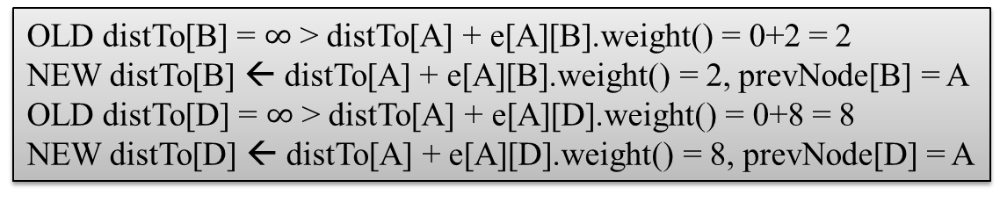 OLD distTo[B] = ∞ > distTo[A] + e[A][B].weight() = 0+2 = 2
NEW distTo[B] ← distTo[A] + e[A][B].weight() = 2, prevNode[B] = A
OLD distTo[D] = ∞ > distTo[A] + e[A][D].weight() = 0+8 = 8
NEW distTo[D] ← distTo[A] + e[A][D].weight() = 8, prevNode[D] = A